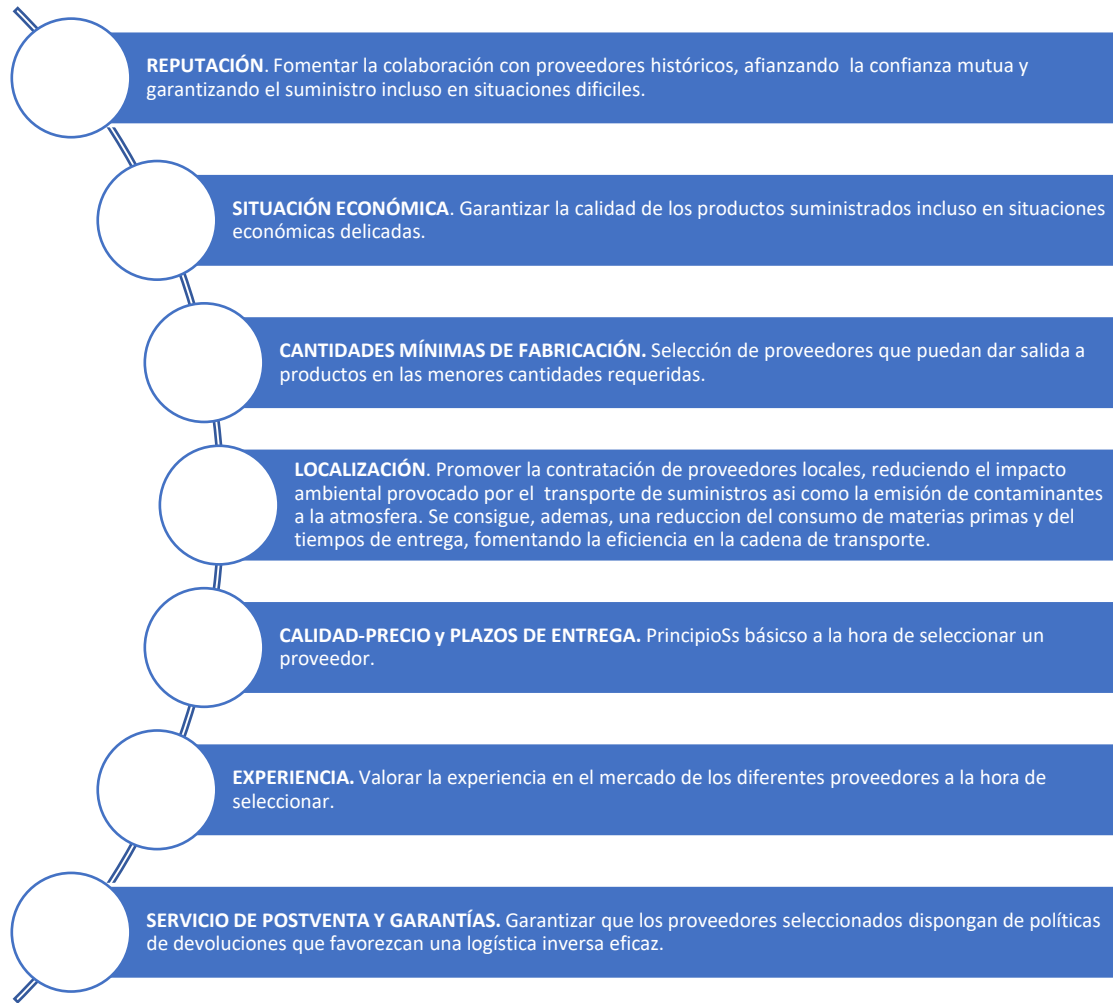 REPUTACIÓN. Fomentar la colaboración con proveedores históricos, afianzando  la confianza mutua y
garantizando el suministro incluso en situaciones dificiles.
SITUACIÓN ECONÓMICA. Garantizar la calidad de los productos suministrados incluso en situaciones
económicas delicadas.
CANTIDADES MÍNIMAS DE FABRICACIÓN. Selección de proveedores que puedan dar salida a
productos en las menores cantidades requeridas.
LOCALIZACIÓN. Promover la contratación de proveedores locales, reduciendo el impacto
ambiental provocado por el  transporte de suministros asi como la emisión de contaminantes
a la atmosfera. Se consigue, ademas, una reduccion del consumo de materias primas y del
tiempos de entrega, fomentando la eficiencia en la cadena de transporte.
CALIDAD-PRECIO y PLAZOS DE ENTREGA. PrincipioSs básicso a la hora de seleccionar un
proveedor.
EXPERIENCIA. Valorar la experiencia en el mercado de los diferentes proveedores a la hora de
seleccionar.
SERVICIO DE POSTVENTA Y GARANTÍAS. Garantizar que los proveedores seleccionados dispongan de políticas
de devoluciones que favorezcan una logística inversa eficaz.